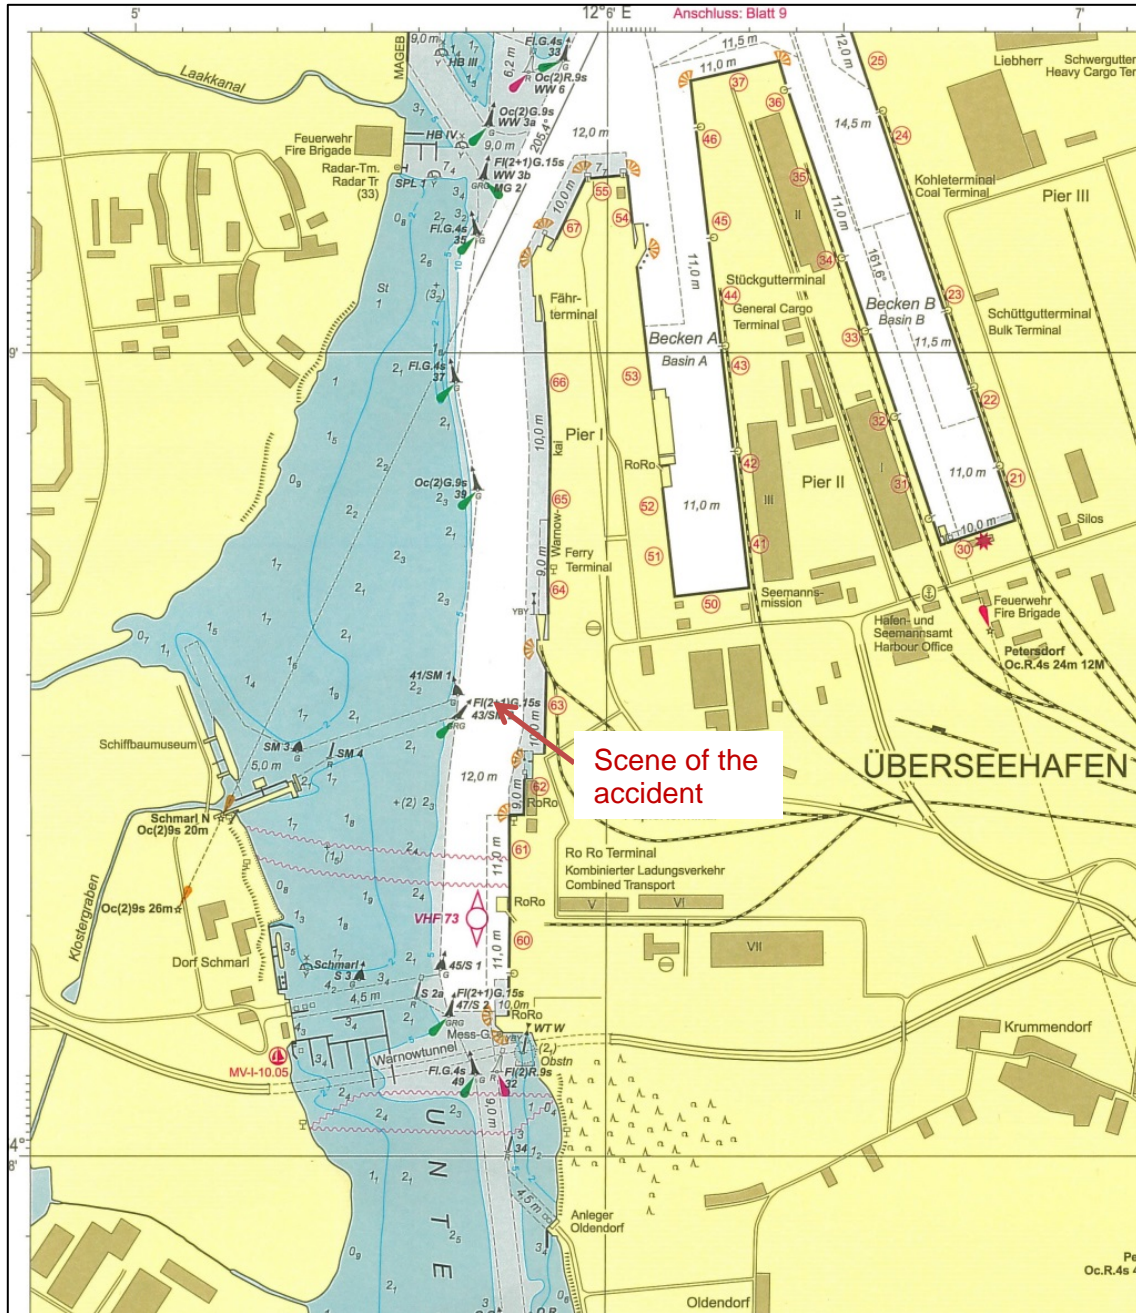 5'
12° 6' E
Anschluss: Blatt 9
7'
Laakkanal
9,0 m
MAGEB
HB III
6,2 m
Fl.G.4s
33
Oc(2)R.9s
WW 6
11,5 m
11,0 m
12,0 m
Liebherr
Schwergutter
Heavy Cargo Ter
25
37
36
Feuerwehr
Fire Brigade
HB IV
Oc(2)G.9s
WW 3a
9,0 m
205,4°
12,0 m
46
14,5 m
24
Radar-Tm.
Radar Tr
(33)
SPL 1
Fl(2+1)G.15s
WW 3b
MG 2
GRG
10,0 m
55
54
67
35
II
Kohleterminal
Coal Terminal
Pier III
Fl.G.4s
35
45
11,0 m
34
161,6°
St
11,0 m
Stückgutterminal
44
General Cargo
Terminal
Fähr-
terminal
Becken B
Basin B
23
Schüttgutterminal
Bulk Terminal
33
11,5 m
Becken A
Basin A
43
9'
Fl.G.4s
37
66
53
22
32
10,0 m
kai
Pier I
RoRo
42
I
11,0 m
21
Oc(2)G.9s
39
65
Warnow-
52
11,0 m
III
Pier II
31
10,0 m
Silos
9,0 m
Ferry
Terminal
51
41
30
64
YBY
50
Seemanns-
mission
Hafen- und
Seemannsamt
Harbour Office
Feuerwehr
Fire Brigade
Petersdorf
Oc.R.4s 24m 12M
41/SM 1
Fl(2+1)G.15s
43/SM
GRG
63
10,0 m
Schiffbaumuseum
SM 3
SM 4
5,0 m
12,0 m
Scene of the
accident
ÜBERSEEHAFEN
62
RoRo
9,0 m
Schmarl N
Oc(2)9s 20m
61
11,0 m
Ro Ro Terminal
Kombinierter Ladungsverkehr
Combined Transport
Klostergraben
Oc(2)9s 26m
VHF 73
RoRo
V
VI
60
11,0 m
VII
Dorf Schmarl
Schmarl
S 3
4,5 m
45/S 1
S 2a
Fl(2+1)G.15s
47/S 2
10,0m
GRG
RoRo
Mess-G.
YBY
WT W
Obstn
Krummendorf
MV-I-10.05
Warnowtunnel
Fl.G.4s
49
Fl(2)R.9s
32
9,0 m
34
4°
8'
U N T E
4,5 m
Anleger
Oldendorf
Pe
Oc.R.4s 4
Oldendorf